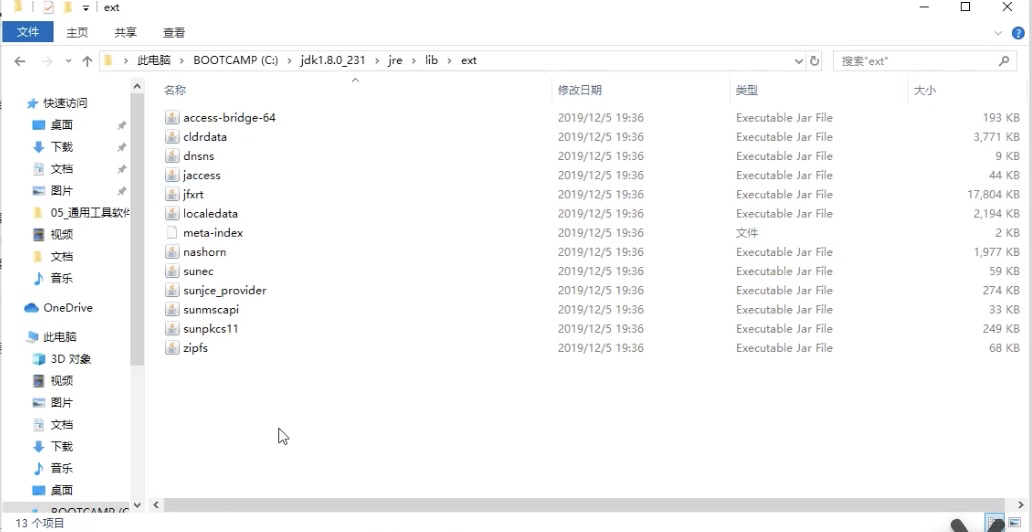 ext
文件 主页 共享 查看
此电脑 BOOTCAMP (C:) jdk1.8.0_231 jre lib ext 搜索"ext"
名称 修改日期 类型 大小
快速访问
桌面
下载
文档
图片
05_通用工具软件
视频
文档
音乐
OneDrive
此电脑
3D 对象
视频
图片
文档
下载
音乐
桌面
BOOTCAMP (C
access-bridge-64 2019/12/5 19:36 Executable Jar File 193 KB
cldrdata 2019/12/5 19:36 Executable Jar File 3,771 KB
dnsns 2019/12/5 19:36 Executable Jar File 9 KB
jaccess 2019/12/5 19:36 Executable Jar File 44 KB
jfxrt 2019/12/5 19:36 Executable Jar File 17,804 KB
localedata 2019/12/5 19:36 Executable Jar File 2,194 KB
meta-index 2019/12/5 19:36 文件 2 KB
nashorn 2019/12/5 19:36 Executable Jar File 1,977 KB
sunec 2019/12/5 19:36 Executable Jar File 59 KB
sunjce_provider 2019/12/5 19:36 Executable Jar File 274 KB
sunmscapi 2019/12/5 19:36 Executable Jar File 33 KB
sunpkcs11 2019/12/5 19:36 Executable Jar File 249 KB
zipfs 2019/12/5 19:36 Executable Jar File 68 KB
13 个项目